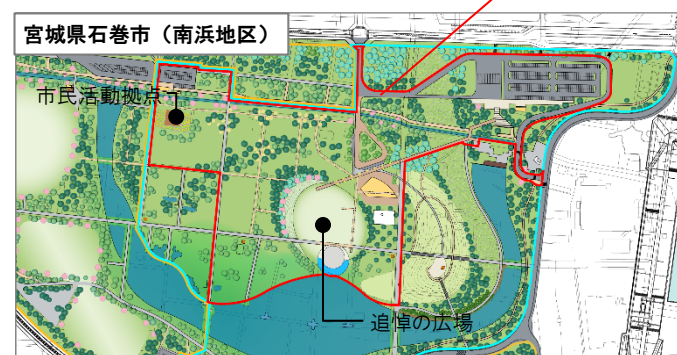 宮城県石巻市（南浜地区）
市民活動拠点
追悼の広場